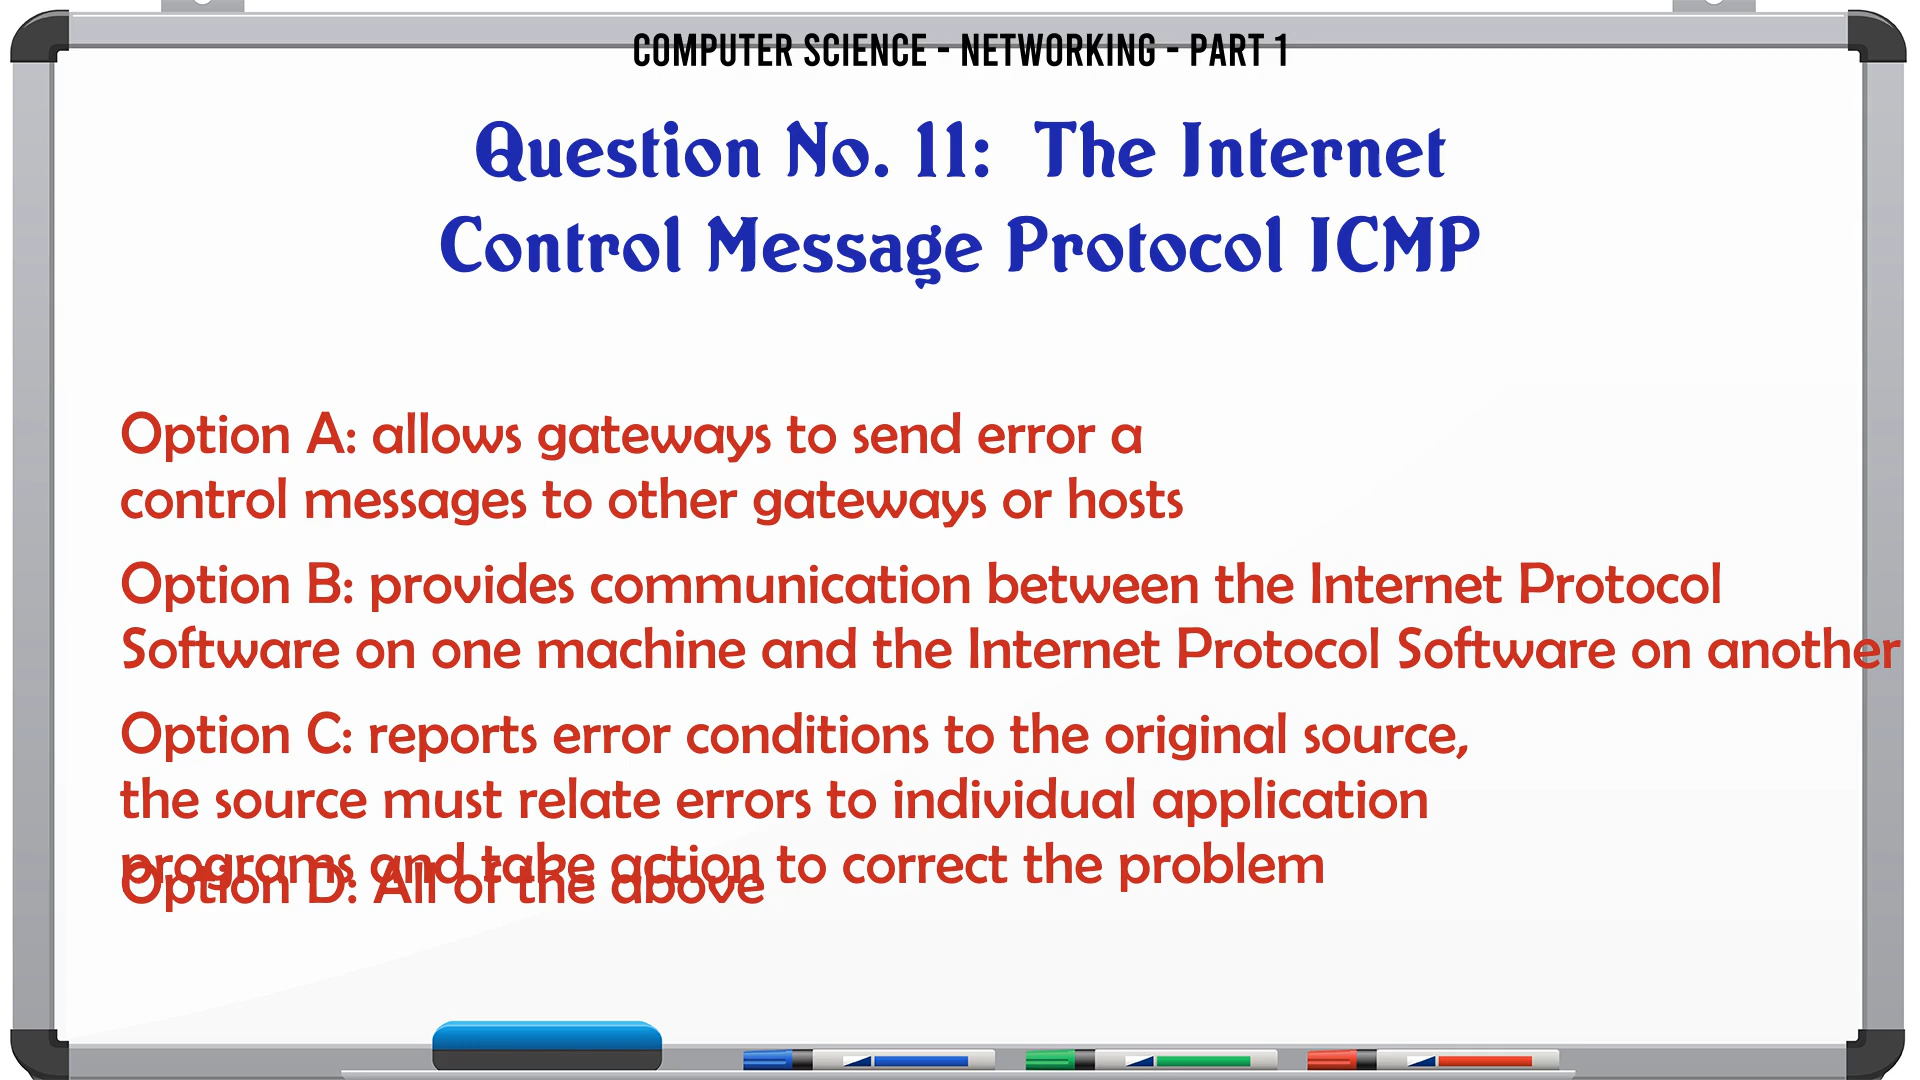 COMPUTER SCIENCE - NETWORKING - PART 1
Question No. 11: The Internet
Control Message Protocol ICMP
Option A: allows gateways to send error a
control messages to other gateways or hosts
Option B: provides communication between the Internet Protocol
Software on one machine and the Internet Protocol Software on another
Option C: reports error conditions to the original source,
the source must relate errors to individual application
programs and take action to correct the problem
Option D: All of the above